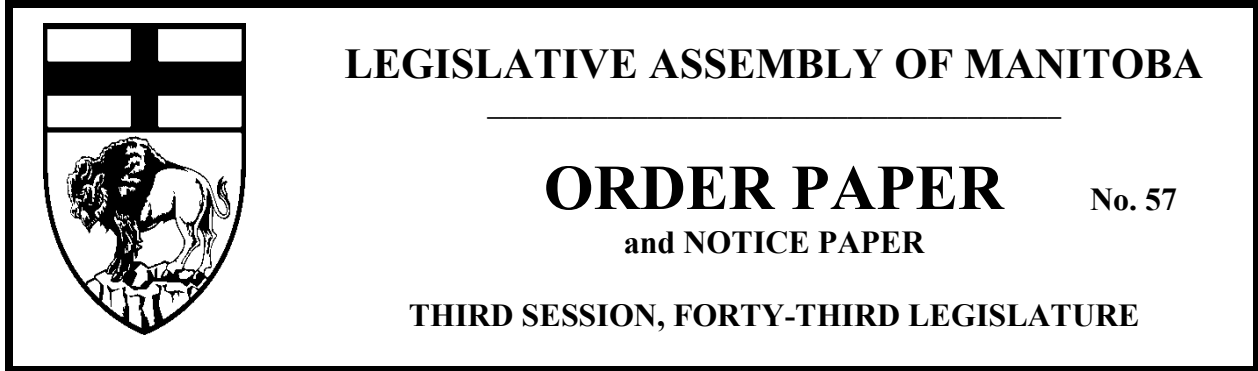 LEGISLATIVE ASSEMBLY OF MANITOBA
ORDER PAPER No. 57
and NOTICE PAPER
THIRD SESSION, FORTY-THIRD LEGISLATURE